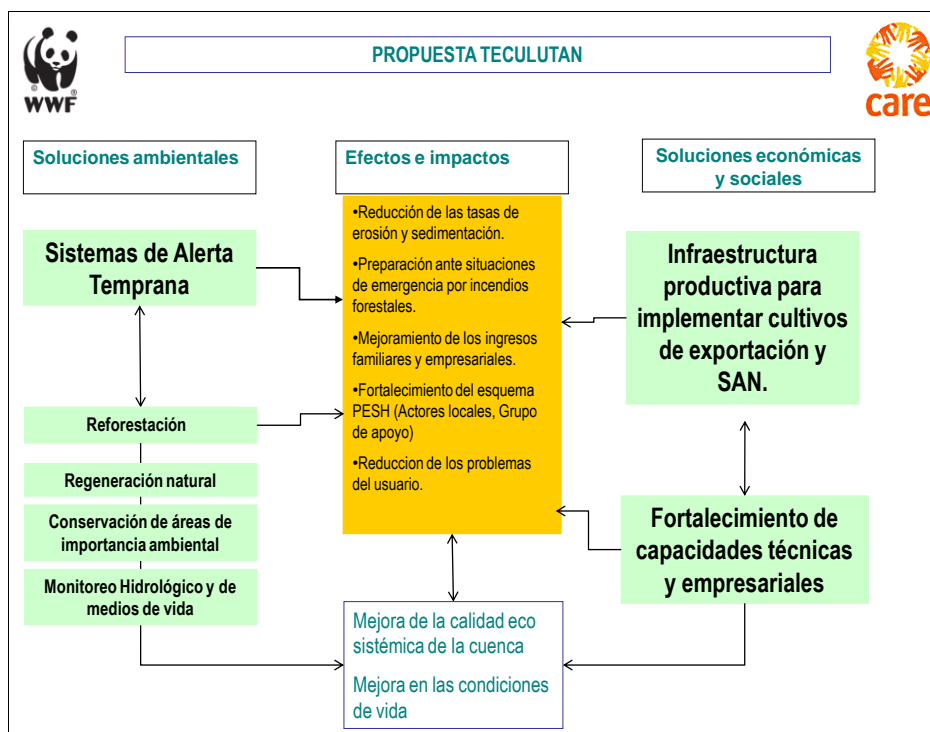 PROPUESTA TECULUTAN
WWF
care
Soluciones ambientales
Sistemas de Alerta
Temprana
Reforestación
Regeneración natural
Conservación de áreas de
importancia ambiental
Monitoreo Hidrológico y de
medios de vida
Efectos e impactos
•Reducción de las tasas de
erosión y sedimentación.
•Preparación ante situaciones
de emergencia por incendios
forestales.
•Mejoramiento de los ingresos
familiares y empresariales.
•Fortalecimiento del esquema
PESH (Actores locales, Grupo
de apoyo)
•Reduccion de los problemas
del usuario.
Mejora de la calidad eco
sistémica de la cuenca
Mejora en las condiciones
de vida
Soluciones económicas
y sociales
Infraestructura
productiva para
implementar cultivos
de exportación y
SAN.
Fortalecimiento de
capacidades técnicas
y empresariales